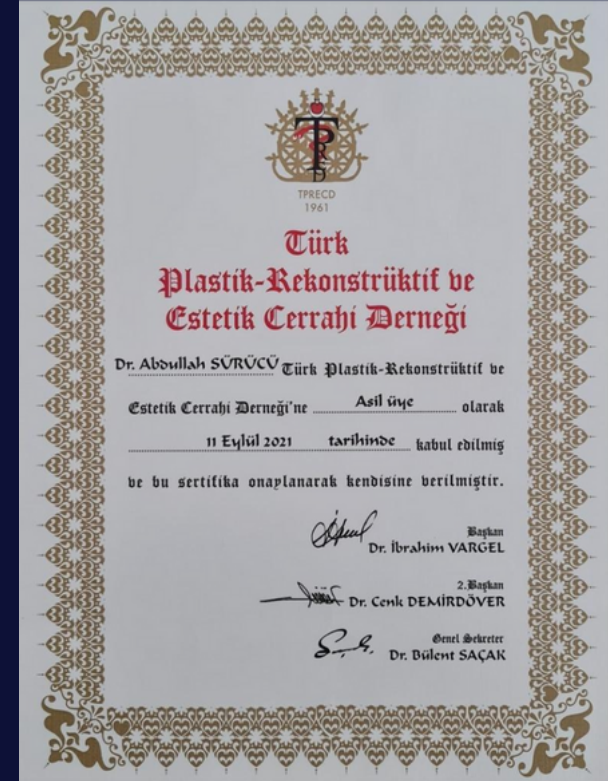 TPRECD
1961
Türk
Plastik-Rekonstrüktif ve
Estetik Cerrahi Derneği
Dr. Abdullah SÜRÜCÜ Türk Plastik-Rekonstrüktif ve
Estetik Cerrahi Derneği'ne Asil üye olarak
11 Eylül 2021 tarihinde kabul edilmiş
ve bu sertifika onaylanarak kendisine verilmiştir.
Başkan
Dr. İbrahim VARGEL
2.Başkan
Dr. Cenk DEMİRDÖVER
Genel Sekreter
Dr. Bülent SAÇAK